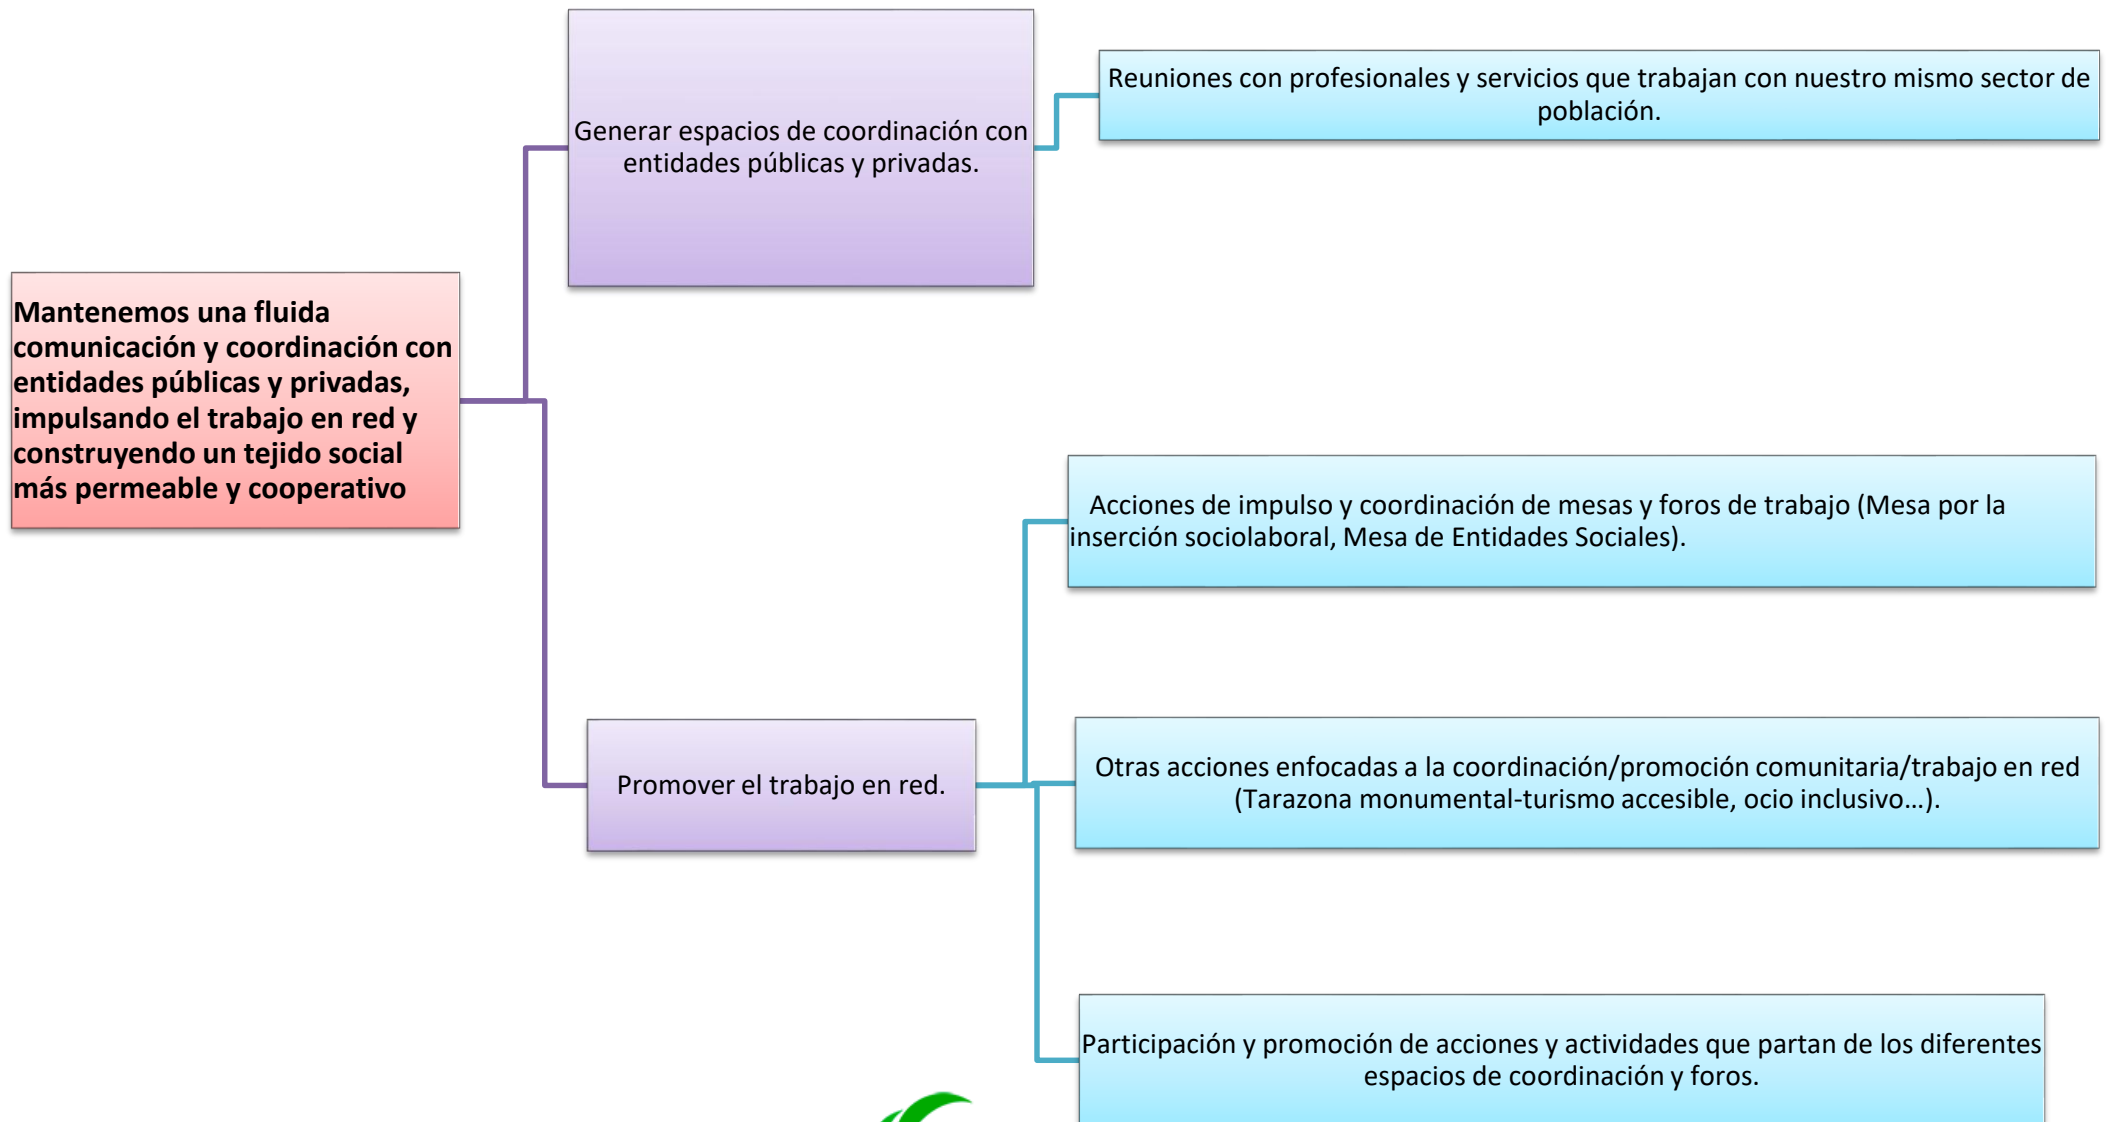 Mantenemos una fluida
comunicación y coordinación con
entidades públicas y privadas,
impulsando el trabajo en red y
construyendo un tejido social
más permeable y cooperativo
Generar espacios de coordinación con
entidades públicas y privadas.
Reuniones con profesionales y servicios que trabajan con nuestro mismo sector de
población.
Promover el trabajo en red.
Acciones de impulso y coordinación de mesas y foros de trabajo (Mesa por la
inserción sociolaboral, Mesa de Entidades Sociales).
Otras acciones enfocadas a la coordinación/promoción comunitaria/trabajo en red
(Tarazona monumental-turismo accesible, ocio inclusivo…).
Participación y promoción de acciones y actividades que partan de los diferentes
espacios de coordinación y foros.